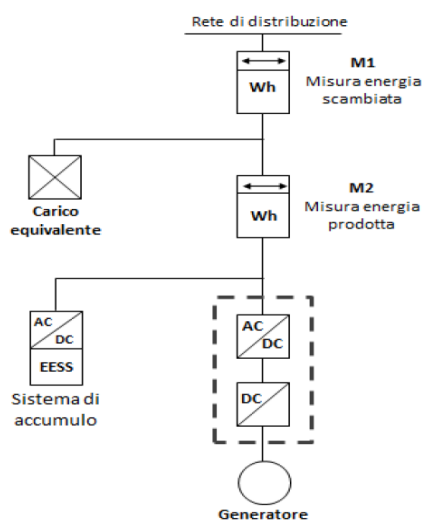 Rete di distribuzione
Wh
M1
Misura energia
scambiata
Carico
equivalente
Wh
M2
Misura energia
prodotta
AC
DC
EESS
Sistema di
accumulo
AC
DC
DC
Generatore